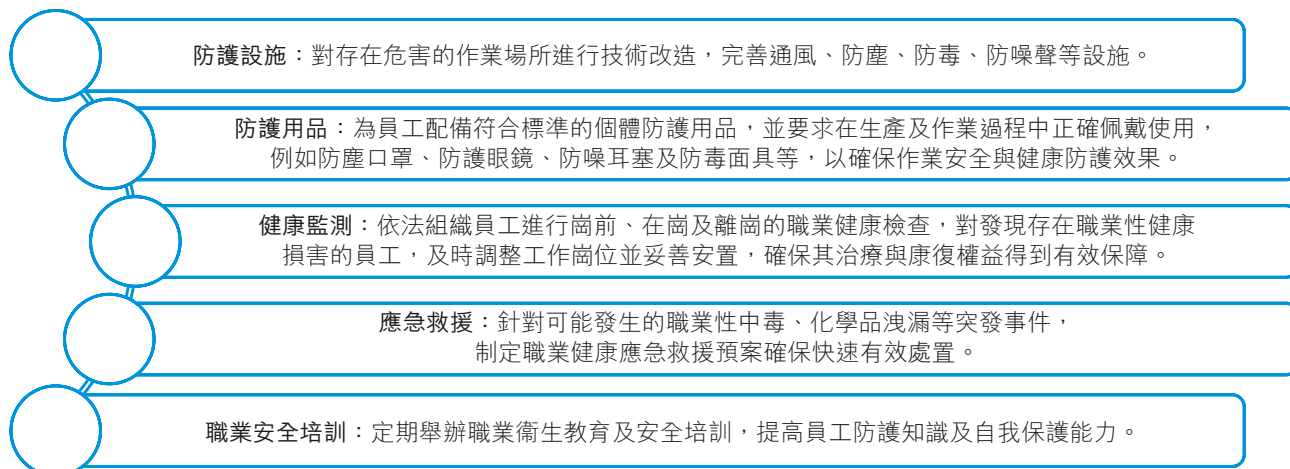 防護設施：對存在危害的作業場所進行技術改造，完善通風、防塵、防毒、防噪聲等設施。
防護用品：為員工配備符合標準的個體防護用品，並要求在生產及作業過程中正確佩戴使用，
例如防塵口罩、防護眼鏡、防噪耳塞及防毒面具等，以確保作業安全與健康防護效果。
健康監測：依法組織員工進行崗前、在崗及離崗的職業健康檢查，對發現存在職業性健康
損害的員工，及時調整工作崗位並妥善安置，確保其治療與康復權益得到有效保障。
應急救援：針對可能發生的職業性中毒、化學品洩漏等突發事件，
制定職業健康應急救援預案確保快速有效處置。
職業安全培訓：定期舉辦職業衞生教育及安全培訓，提高員工防護知識及自我保護能力。